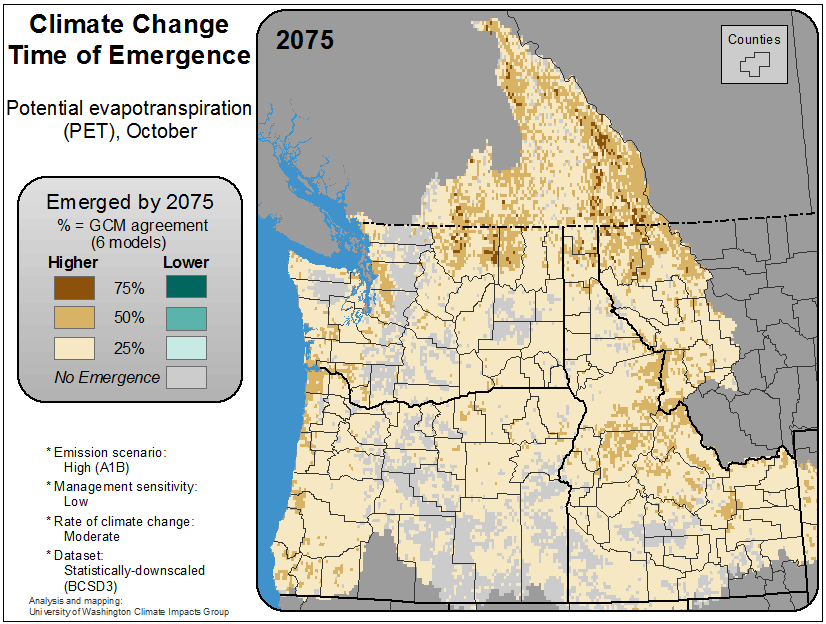 Climate Change
Time of Emergence
Potential evapotranspiration
(PET), October
Emerged by 2075
% = GCM agreement
(6 models)
Higher Lower
75%
50%
25%
No Emergence
* Emission scenario:
High (A1B)
* Management sensitivity:
Low
* Rate of climate change:
Moderate
* Dataset:
Statistically-downscaled
(BCSD3)
Analysis and mapping:
University of Washington Climate Impacts Group
2075
Counties